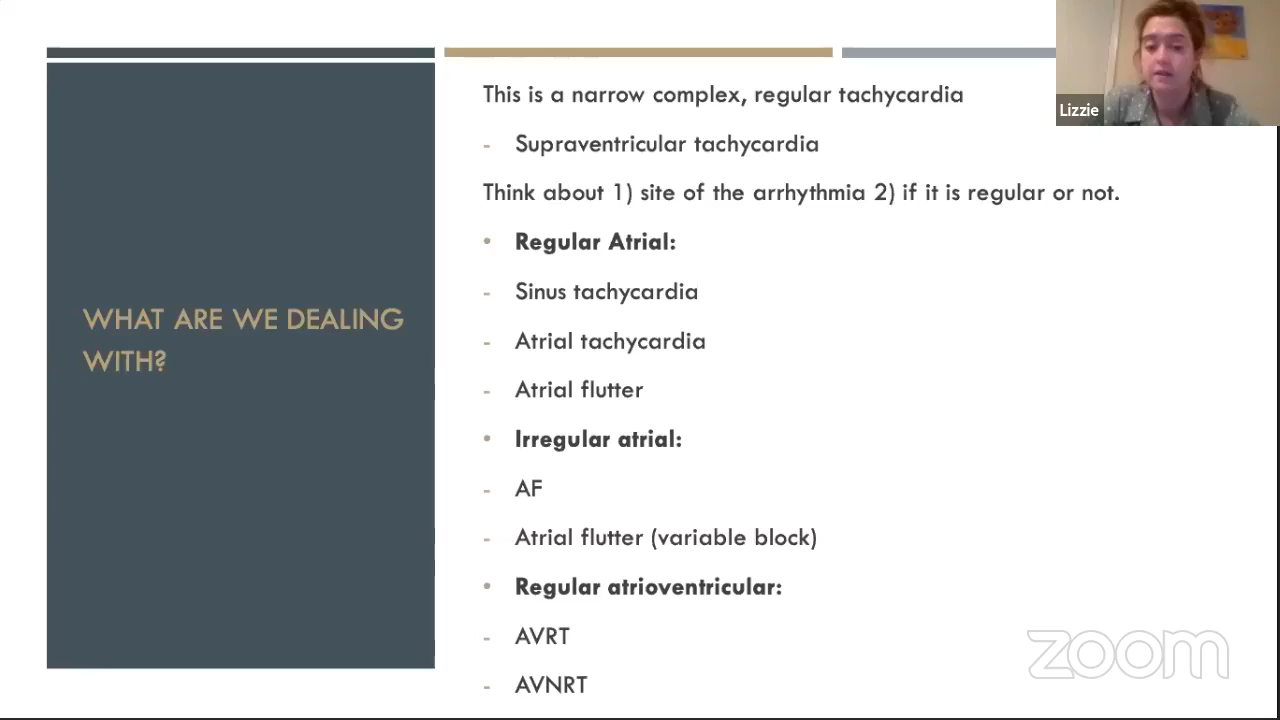 WHAT ARE WE DEALING
WITH?
This is a narrow complex, regular tachycardia
- Supraventricular tachycardia
Think about 1) site of the arrhythmia 2) if it is regular or not.
• Regular Atrial:
- Sinus tachycardia
- Atrial tachycardia
- Atrial flutter
• Irregular atrial:
- AF
- Atrial flutter (variable block)
• Regular atrioventricular:
- AVRT
- AVNRT
Lizzie
zoom